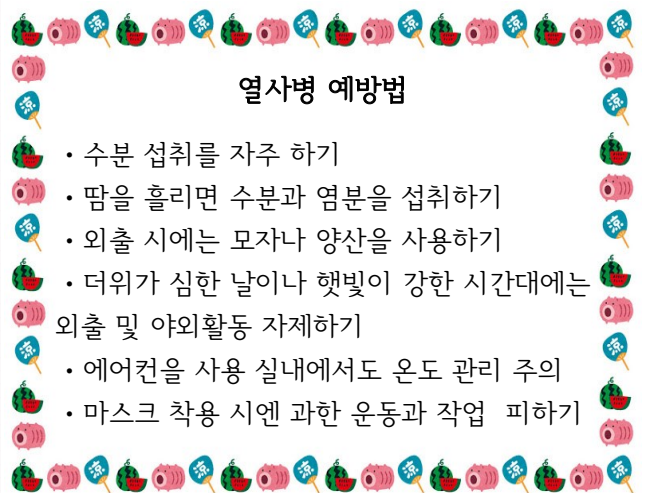 열사병 예방법
・수분 섭취를 자주 하기
・땀을 흘리면 수분과 염분을 섭취하기
・외출 시에는 모자나 양산을 사용하기
・더위가 심한 날이나 햇빛이 강한 시간대에는
외출 및 야외활동 자제하기
・에어컨을 사용 실내에서도 온도 관리 주의
・마스크 착용 시엔 과한 운동과 작업  피하기